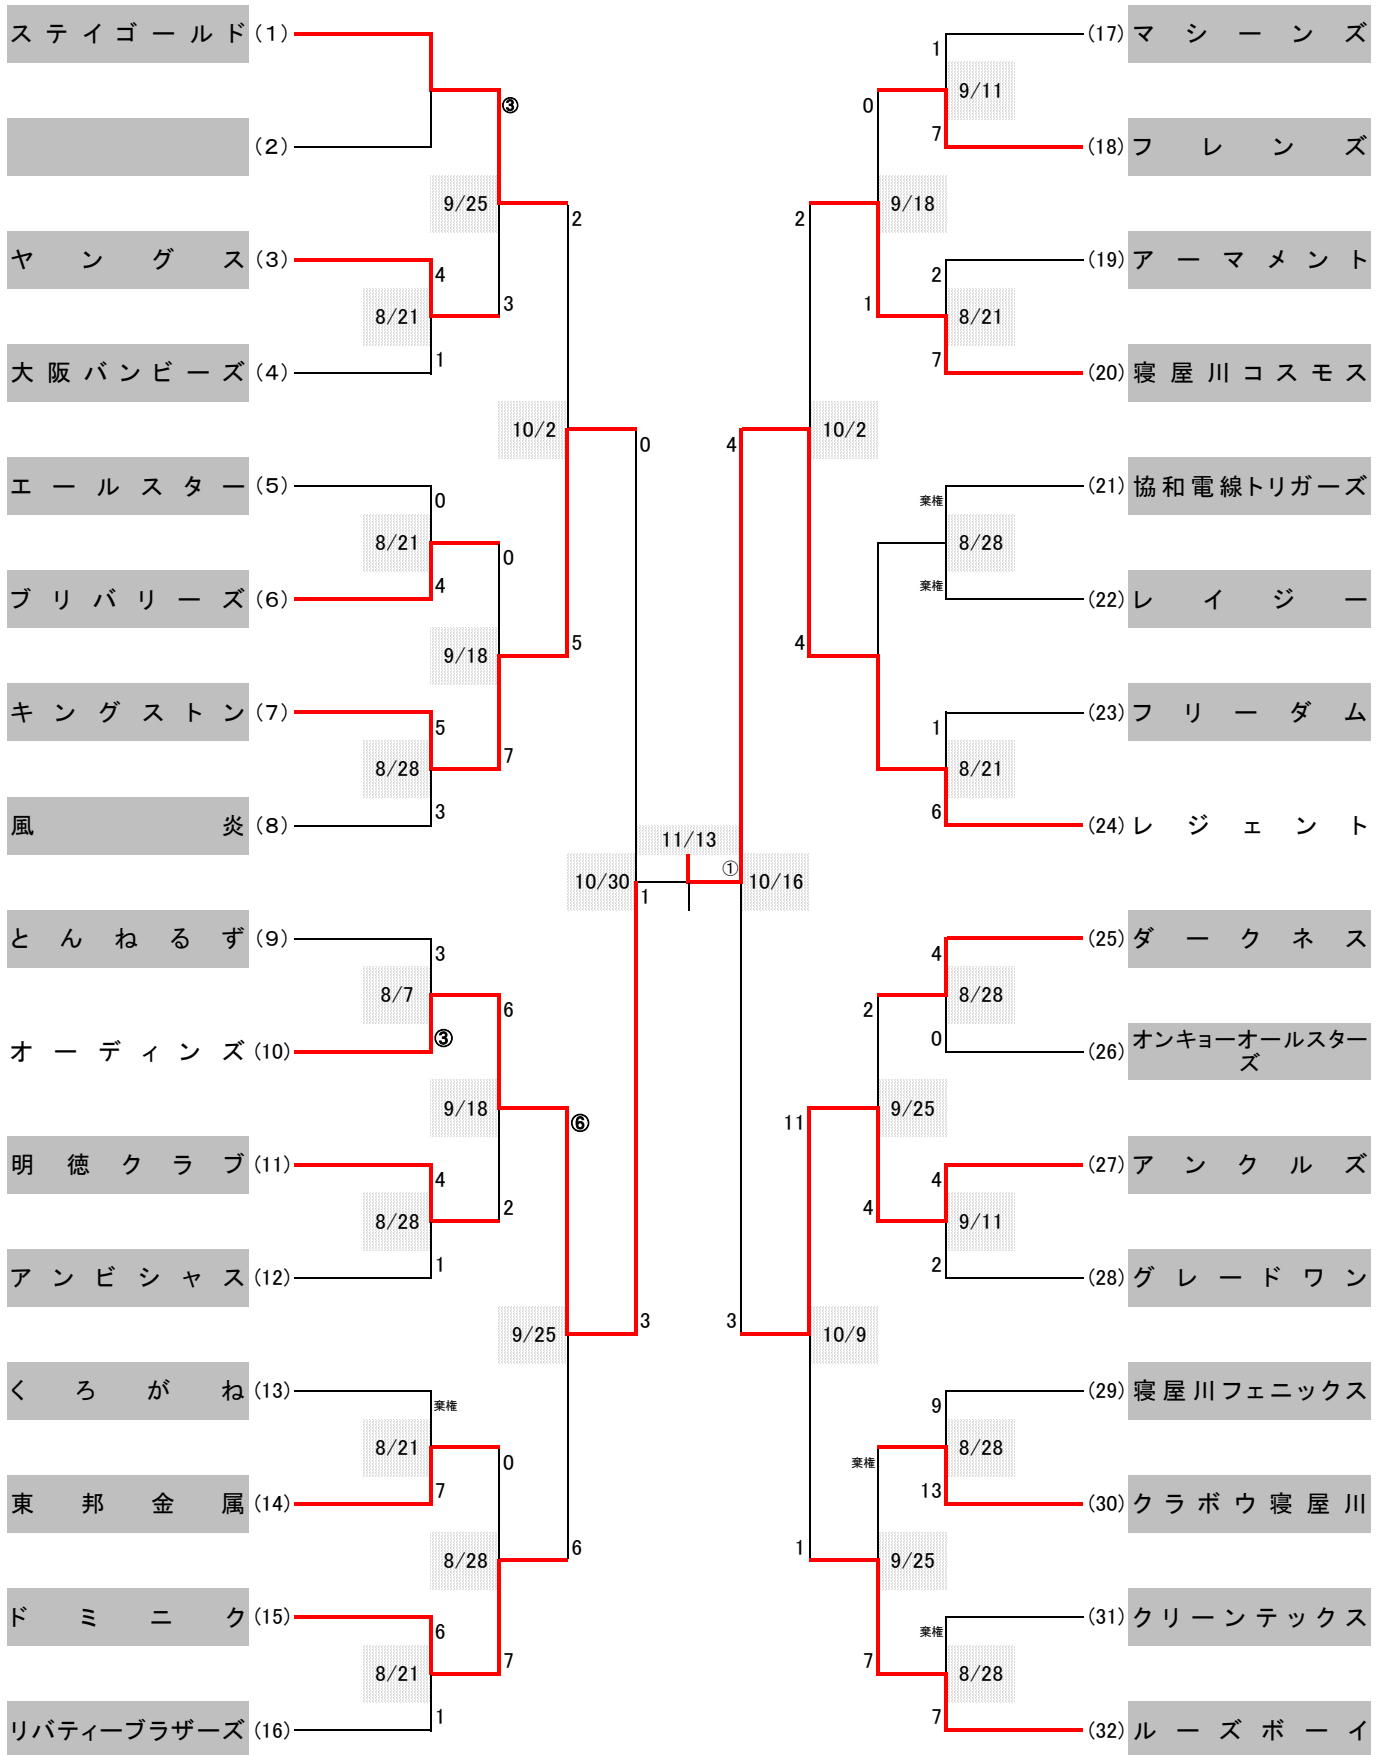 ステイゴールド (1)
③
(2)
9/25
2
ヤングス (3)
4
3
8/21
大阪バンビーズ (4)
1
10/2
0
エールスター (5)
0
8/21
0
ブリバリーズ (6)
4
9/18
5
キングストン (7)
5
7
8/28
風炎 (8)
3
11/13
①
10/30
1
10/16
とんねるず (9)
3
8/7
6
オーディンズ (10)
③
9/18
⑥
明徳クラブ (11)
4
2
8/28
アンビシャス (12)
1
9/25
3
くろがね (13)
棄権
8/21
0
東邦金属 (14)
7
8/28
6
ドミニク (15)
6
7
8/21
リバティーブラザーズ (16)
1
(17) マシーンズ
1
9/11
0
7
(18) フレンズ
9/18
2
(19) アーマメント
2
1
8/21
7
(20) 寝屋川コスモス
10/2
4
(21) 協和電線トリガーズ
棄権
8/28
棄権
(22) レイジー
4
(23) フリーダム
1
8/21
6
(24) レジェント
(25) ダークネス
4
8/28
2
0
(26) オンキョーオールスター
ズ
9/25
11
(27) アンクルズ
4
4
9/11
2
(28) グレードワン
10/9
3
(29) 寝屋川フェニックス
9
8/28
棄権
13
(30) クラボウ寝屋川
9/25
1
(31) クリーンテックス
棄権
7
8/28
7
(32) ルーズボーイ